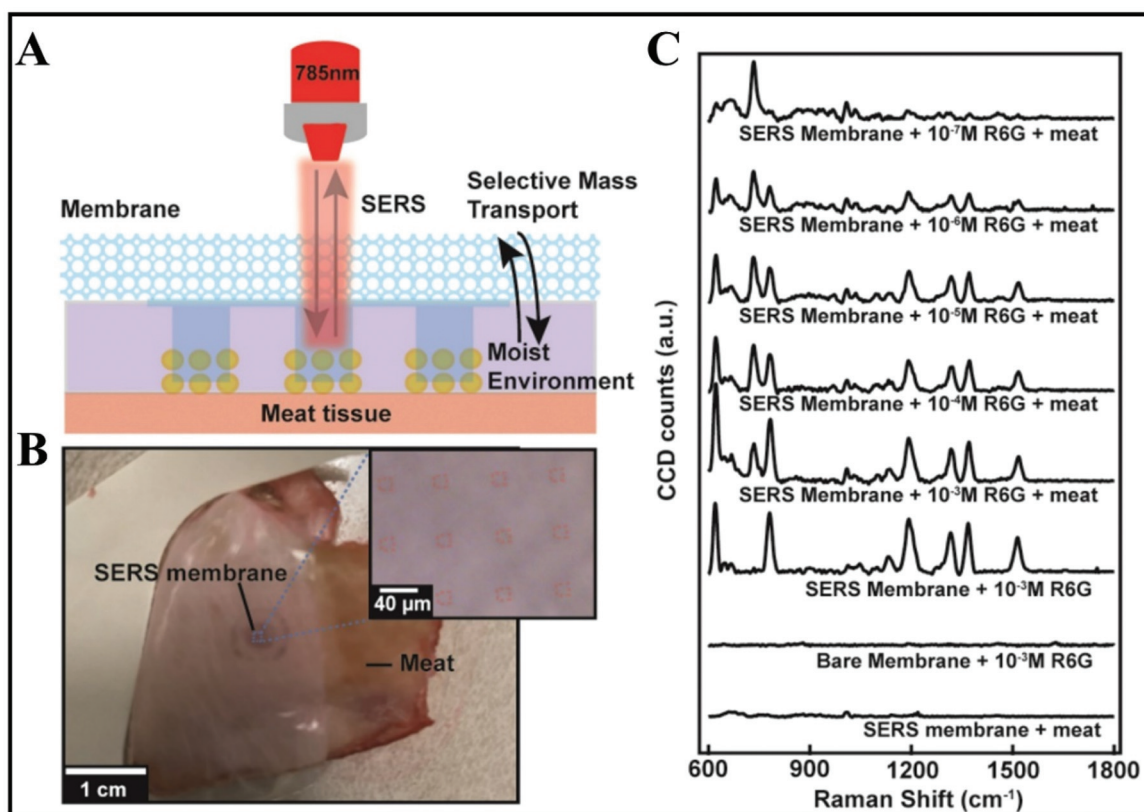 A
785nm
Membrane
SERS
Selective Mass
Transport
Moist
Environment
Meat tissue
B
SERS membrane
40 μm
Meat
1 cm
C
CCD counts (a.u.)
SERS Membrane + 10⁻⁷M R6G + meat
SERS Membrane + 10⁻⁶M R6G + meat
SERS Membrane + 10⁻⁵M R6G + meat
SERS Membrane + 10⁻⁴M R6G + meat
SERS Membrane + 10⁻³M R6G + meat
SERS Membrane + 10⁻³M R6G
Bare Membrane + 10⁻³M R6G
SERS membrane + meat
600 900 1200 1500 1800
Raman Shift (cm⁻¹)